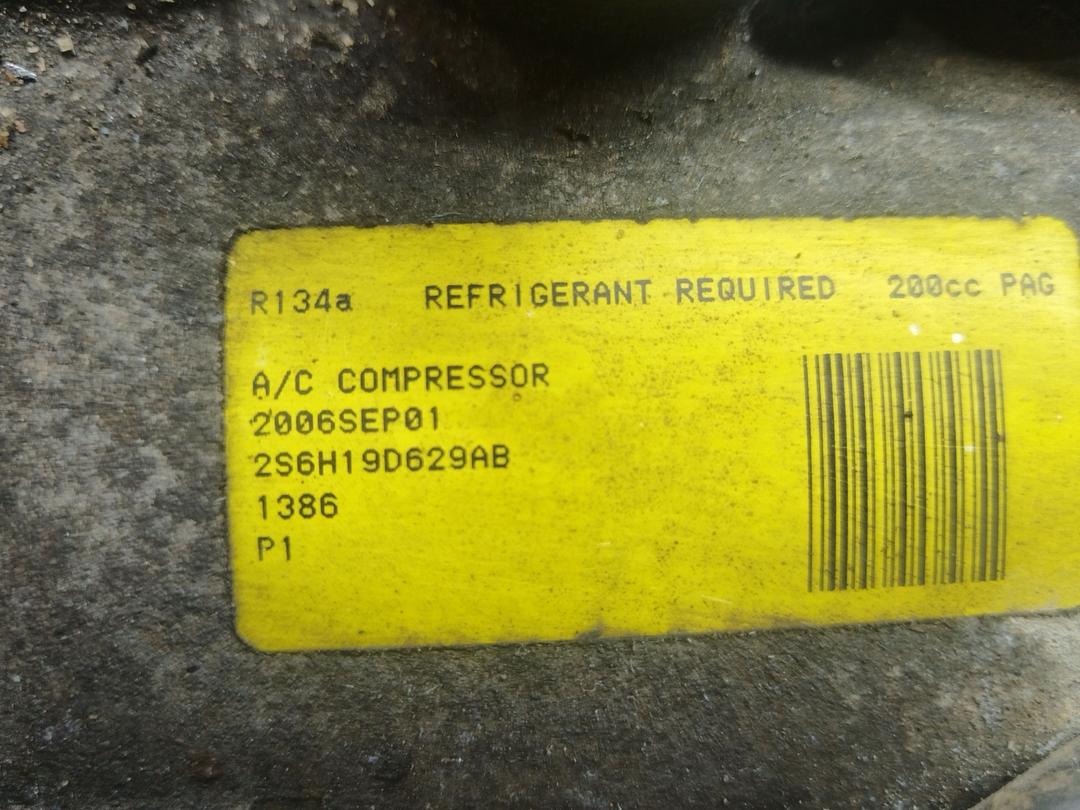 R134a REFRIGERANT REQUIRED 200cc PAG
A/C COMPRESSOR
2006SEP01
2S6H19D629AB
1386
P1